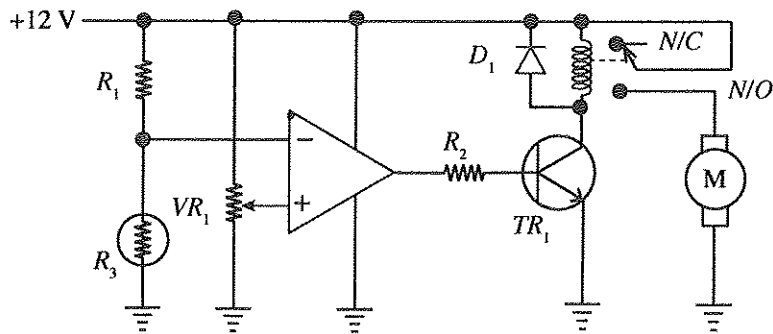 +12 V
R1
D1
N/C
N/O
R2
VR1
−
+
TR1
M
R3